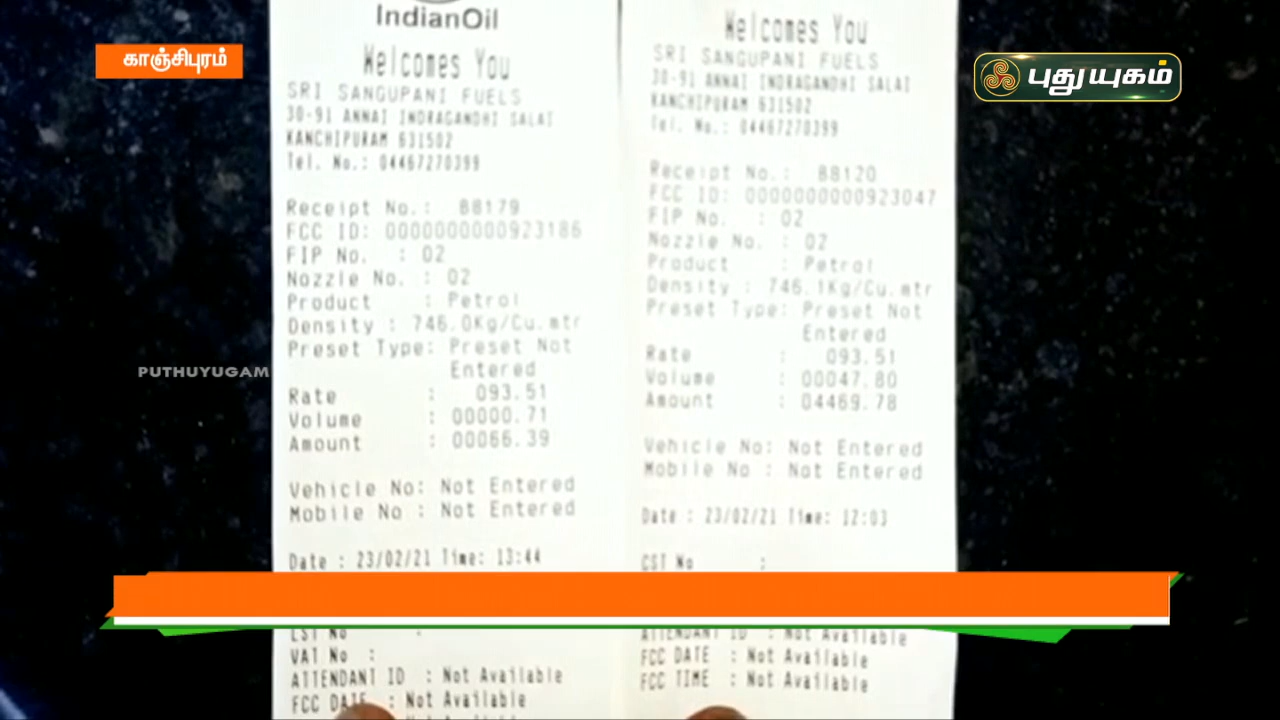 காஞ்சிபுரம்
புதுயுகம்
PUTHUYUGAM
IndianOil
Welcomes You
SRI SANGUPANI FUELS
30-91 ANNAI INDRAGANDHI SALAI
KANCHIPURAM 631502
Tel. No.: 04467270399
Receipt No.: 88179
FCC ID: 0000000000923186
FIP No. : 02
Nozzle No. : 02
Product : Petrol
Density : 746.0Kg/Cu.mtr
Preset Type: Preset Not
Entered
Rate : 093.51
Volume : 00000.71
Amount : 00066.39
Vehicle No: Not Entered
Mobile No : Not Entered
Date : 23/02/21 Time: 13:44
CST No :
VAT No :
ATTENDANT ID : Not Available
FCC DATE : Not Available
Welcomes You
SRI SANGUPANI FUELS
30-91 ANNAI INDRAGANDHI SALAI
KANCHIPURAM 631502
Tel. No.: 04467270399
Receipt No.: 88120
FCC ID: 0000000000923047
FIP No. : 02
Nozzle No. : 02
Product : Petrol
Density : 746.1Kg/Cu.mtr
Preset Type: Preset Not
Entered
Rate : 093.51
Volume : 00047.80
Amount : 04469.78
Vehicle No: Not Entered
Mobile No : Not Entered
Date : 23/02/21 Time: 12:03
CST No :
ATTENDANT ID : Not Available
FCC DATE : Not Available
FCC TIME : Not Available